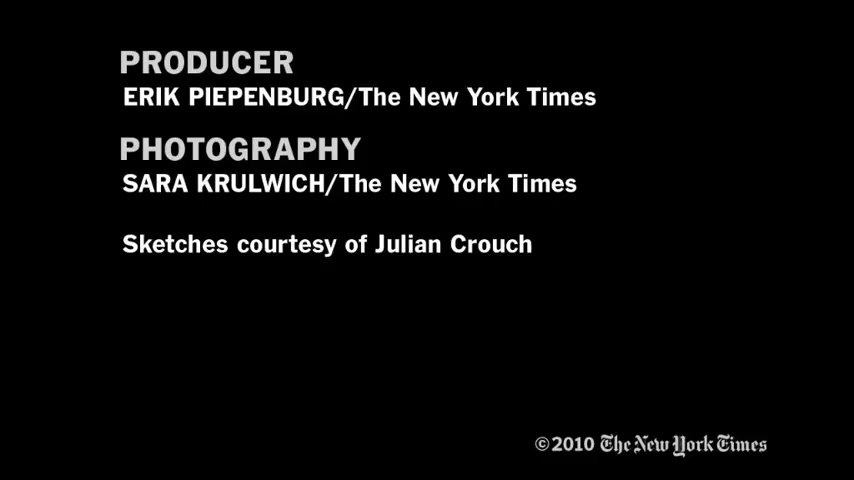 PRODUCER
ERIK PIEPENBURG/The New York Times
PHOTOGRAPHY
SARA KRULWICH/The New York Times
Sketches courtesy of Julian Crouch
©2010 The New York Times